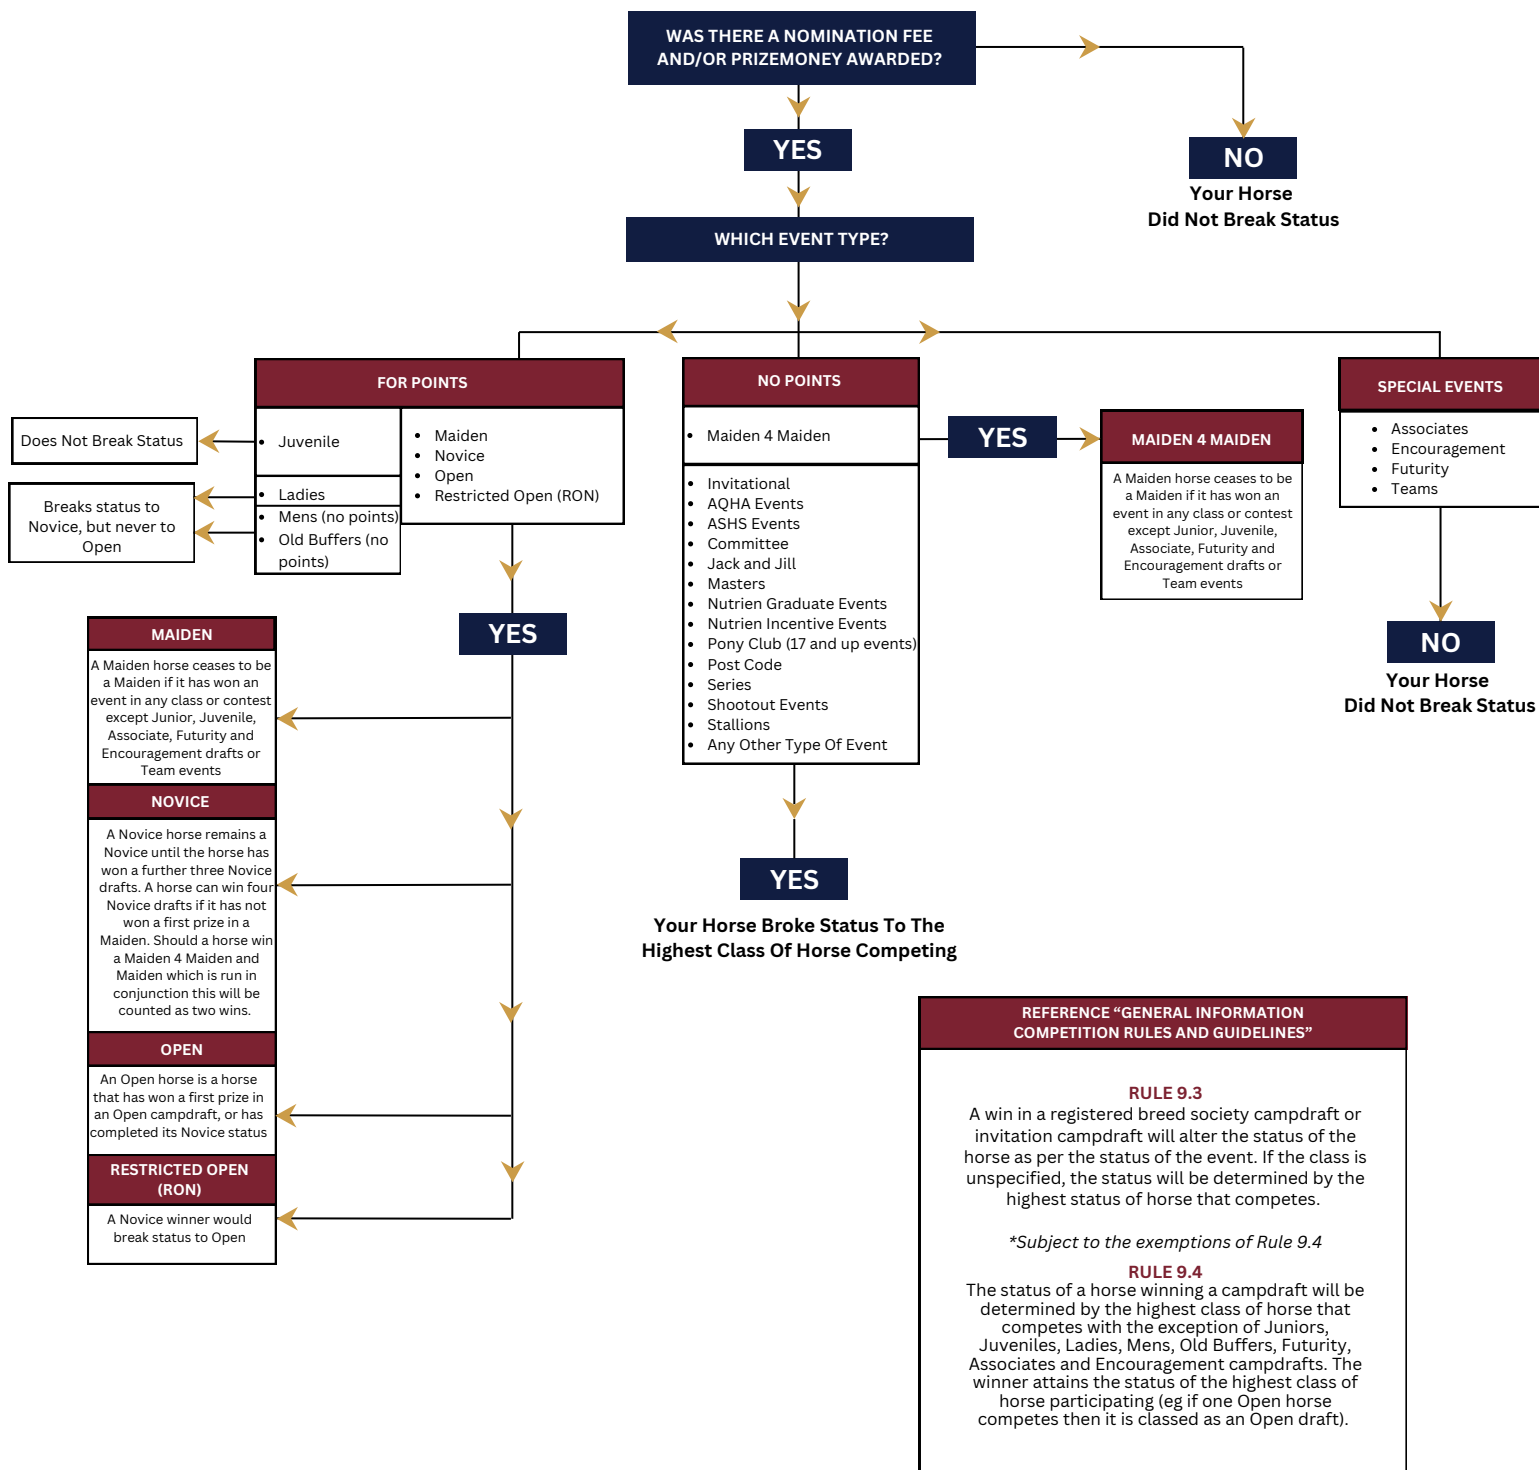 WAS THERE A NOMINATION FEE
AND/OR PRIZEMONEY AWARDED?
YES
NO
Your Horse
Did Not Break Status
WHICH EVENT TYPE?
FOR POINTS
Does Not Break Status
• Juvenile
Breaks status to
Novice, but never to
Open
• Ladies
• Mens (no points)
• Old Buffers (no
points)
• Maiden
• Novice
• Open
• Restricted Open (RON)
YES
MAIDEN
A Maiden horse ceases to be
a Maiden if it has won an
event in any class or contest
except Junior, Juvenile,
Associate, Futurity and
Encouragement drafts or
Team events
NOVICE
A Novice horse remains a
Novice until the horse has
won a further three Novice
drafts. A horse can win four
Novice drafts if it has not
won a first prize in a
Maiden. Should a horse win
a Maiden 4 Maiden and
Maiden which is run in
conjunction this will be
counted as two wins.
OPEN
An Open horse is a horse
that has won a first prize in
an Open campdraft, or has
completed its Novice status
RESTRICTED OPEN
(RON)
A Novice winner would
break status to Open
NO POINTS
• Maiden 4 Maiden
• Invitational
• AQHA Events
• ASHS Events
• Committee
• Jack and Jill
• Masters
• Nutrien Graduate Events
• Nutrien Incentive Events
• Pony Club (17 and up events)
• Post Code
• Series
• Shootout Events
• Stallions
• Any Other Type Of Event
YES
Your Horse Broke Status To The
Highest Class Of Horse Competing
YES
MAIDEN 4 MAIDEN
A Maiden horse ceases to be
a Maiden if it has won an
event in any class or contest
except Junior, Juvenile,
Associate, Futurity and
Encouragement drafts or
Team events
SPECIAL EVENTS
• Associates
• Encouragement
• Futurity
• Teams
NO
Your Horse
Did Not Break Status
REFERENCE “GENERAL INFORMATION
COMPETITION RULES AND GUIDELINES”
RULE 9.3
A win in a registered breed society campdraft or
invitation campdraft will alter the status of the
horse as per the status of the event. If the class is
unspecified, the status will be determined by the
highest status of horse that competes.
*Subject to the exemptions of Rule 9.4
RULE 9.4
The status of a horse winning a campdraft will be
determined by the highest class of horse that
competes with the exception of Juniors,
Juveniles, Ladies, Mens, Old Buffers, Futurity,
Associates and Encouragement campdrafts. The
winner attains the status of the highest class of
horse participating (eg if one Open horse
competes then it is classed as an Open draft).